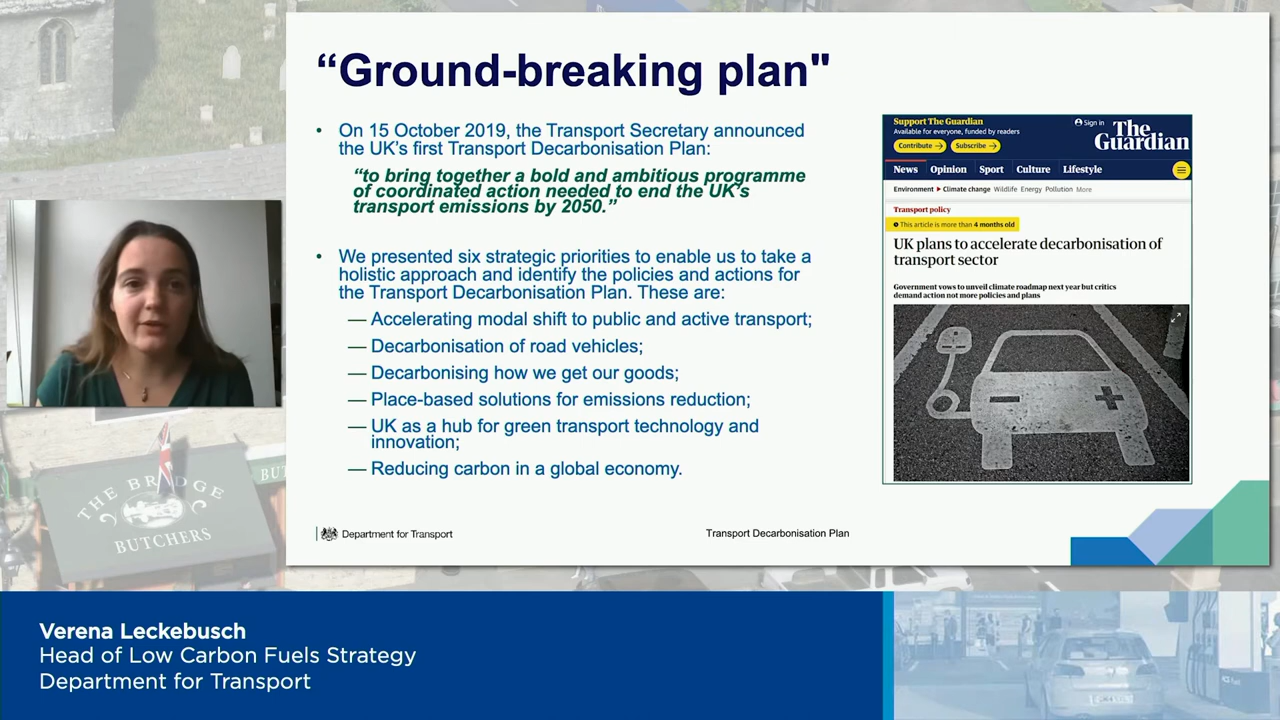 “Ground-breaking plan"
• On 15 October 2019, the Transport Secretary announced
the UK’s first Transport Decarbonisation Plan:
“to bring together a bold and ambitious programme
of coordinated action needed to end the UK’s
transport emissions by 2050.”
• We presented six strategic priorities to enable us to take a
holistic approach and identify the policies and actions for
the Transport Decarbonisation Plan. These are:
— Accelerating modal shift to public and active transport;
— Decarbonisation of road vehicles;
— Decarbonising how we get our goods;
— Place-based solutions for emissions reduction;
— UK as a hub for green transport technology and
innovation;
— Reducing carbon in a global economy.
Support The Guardian
Available for everyone, funded by readers
Contribute → Subscribe →
Sign in
The
Guardian
News Opinion Sport Culture Lifestyle
Environment Climate change Wildlife Energy Pollution More
Transport policy
This article is more than 4 months old
UK plans to accelerate decarbonisation of
transport sector
Government vows to unveil climate roadmap next year but critics
demand action not more policies and plans
Department for Transport
Transport Decarbonisation Plan
THE BRIDGE
BUTCHERS
BUT
Verena Leckebusch
Head of Low Carbon Fuels Strategy
Department for Transport